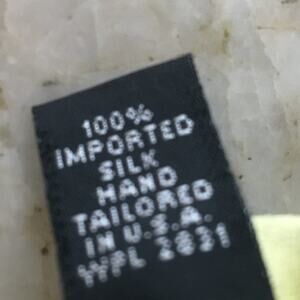 100%
IMPORTED
SILK
HAND
TAILORED
IN U.S.A.
WPL 2831